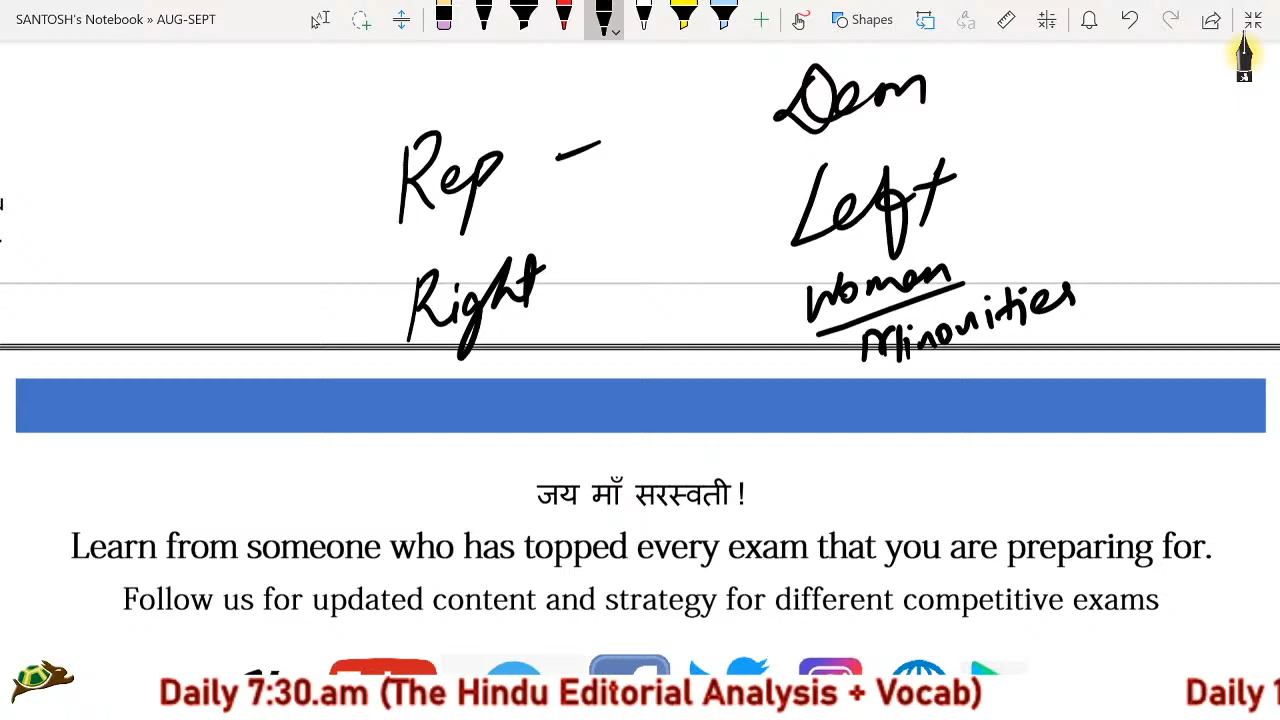 SANTOSH's Notebook » AUG-SEPT
Shapes
Dem
Rep -
Left
Right
Women
Minorities
जय माँ सरस्वती !
Learn from someone who has topped every exam that you are preparing for.
Follow us for updated content and strategy for different competitive exams
Daily 7:30.am (The Hindu Editorial Analysis + Vocab)
Daily 1